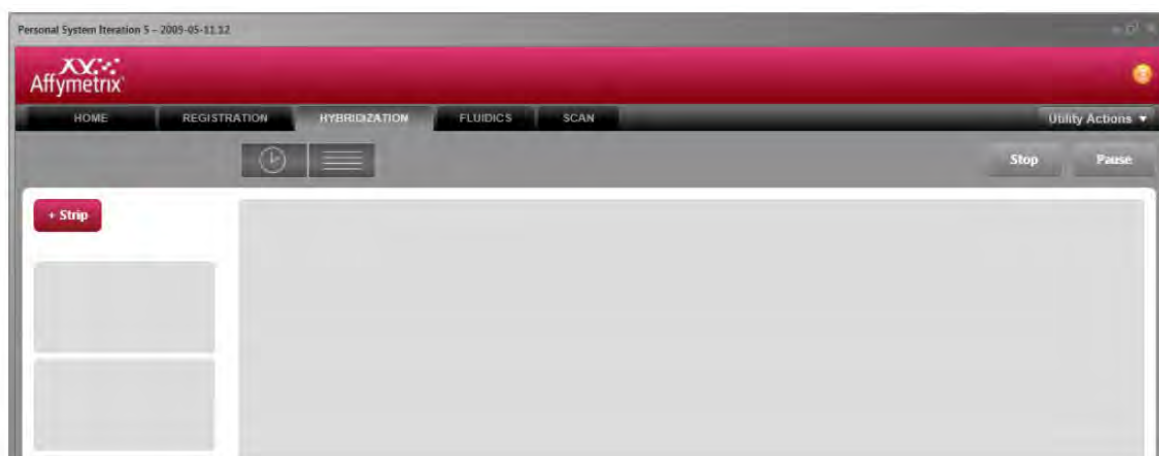 Personal System Iteration 5 – 2009-05-11.12
Affymetrix
HOME REGISTRATION HYBRIDIZATION FLUIDICS SCAN Utility Actions
Stop Pause
+ Strip